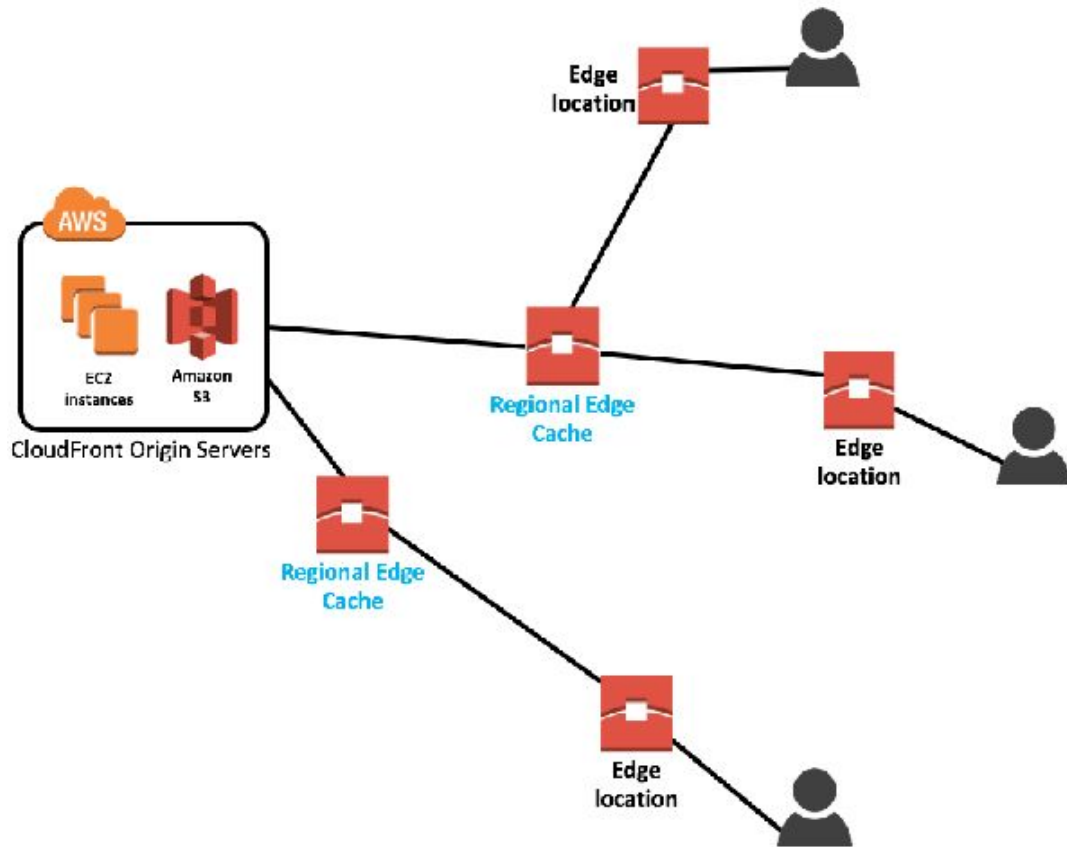 Edge
location
AWS
EC2
instances
Amazon
S3
CloudFront Origin Servers
Regional Edge
Cache
Edge
location
Regional Edge
Cache
Edge
location